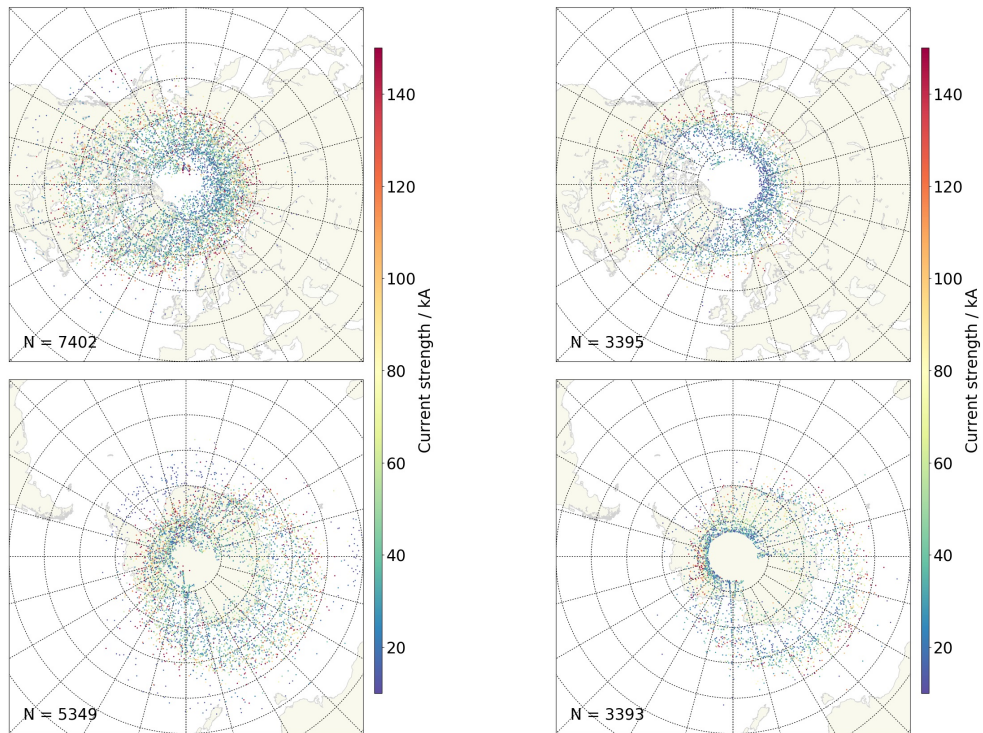 140
120
100
80
60
40
20
Current strength / kA
N = 7402
140
120
100
80
60
40
20
Current strength / kA
N = 3395
N = 5349
N = 3393